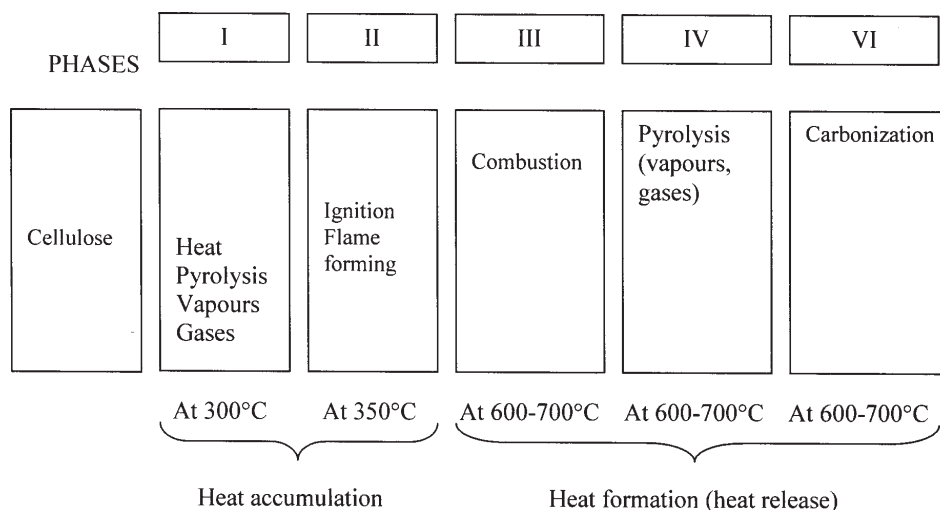 PHASES
I
II
III
IV
VI
Cellulose
Heat
Pyrolysis
Vapours
Gases
Ignition
Flame
forming
Combustion
Pyrolysis
(vapours,
gases)
Carbonization
At 300°C
At 350°C
At 600-700°C
At 600-700°C
At 600-700°C
Heat accumulation
Heat formation (heat release)